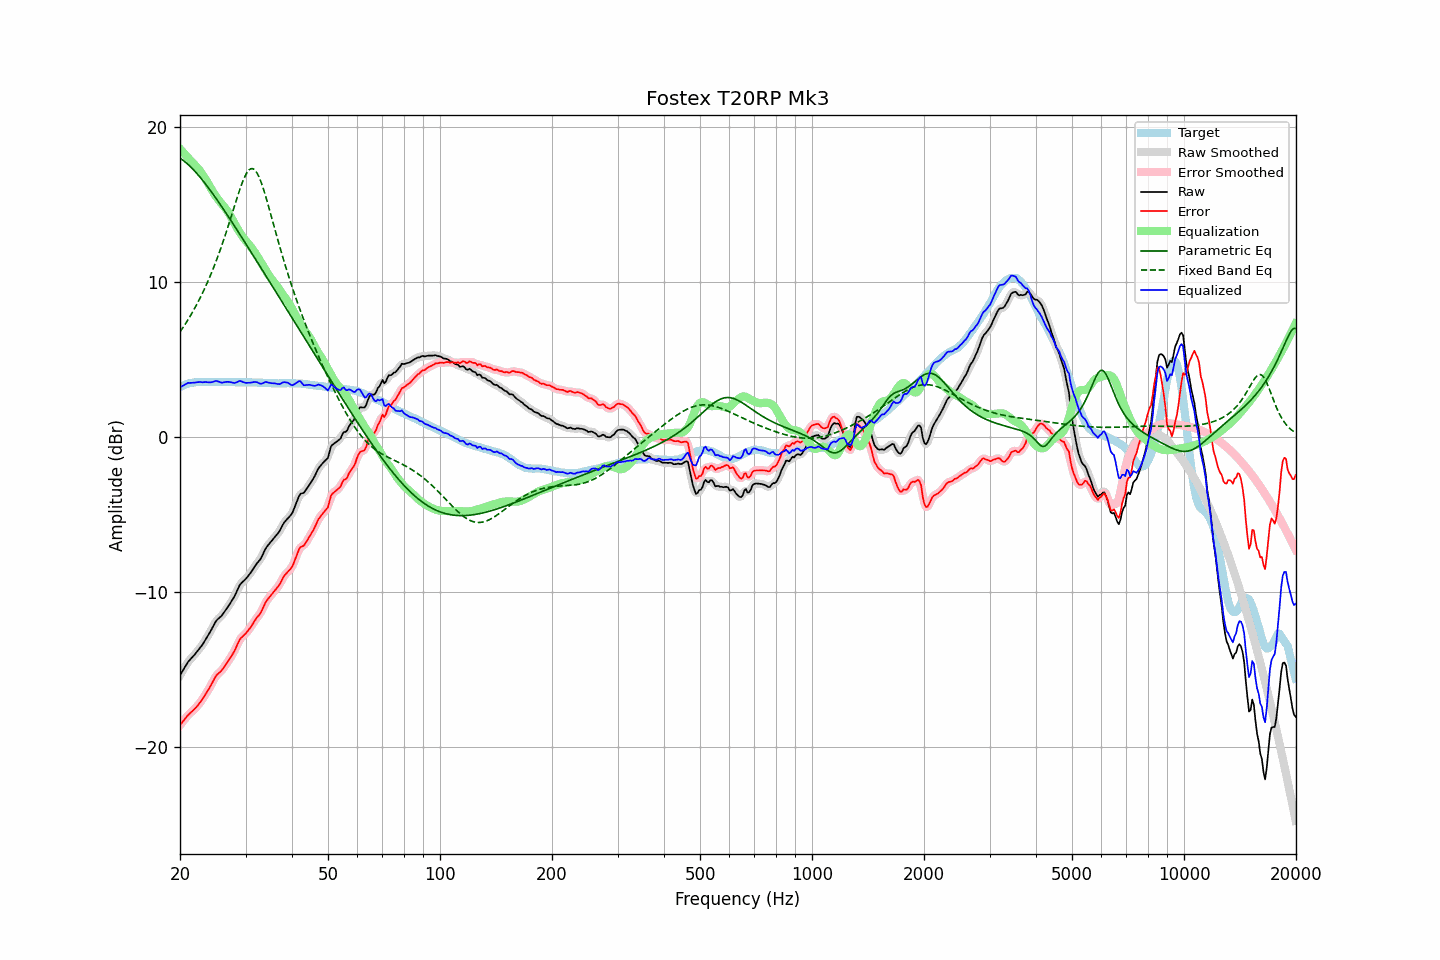 Fostex T20RP Mk3
Target
Raw Smoothed
Error Smoothed
Raw
Error
Equalization
Parametric Eq
Fixed Band Eq
Equalized
Amplitude (dBr)
20
10
0
−10
−20
20 50 100 200 500 1000 2000 5000 10000 20000
Frequency (Hz)